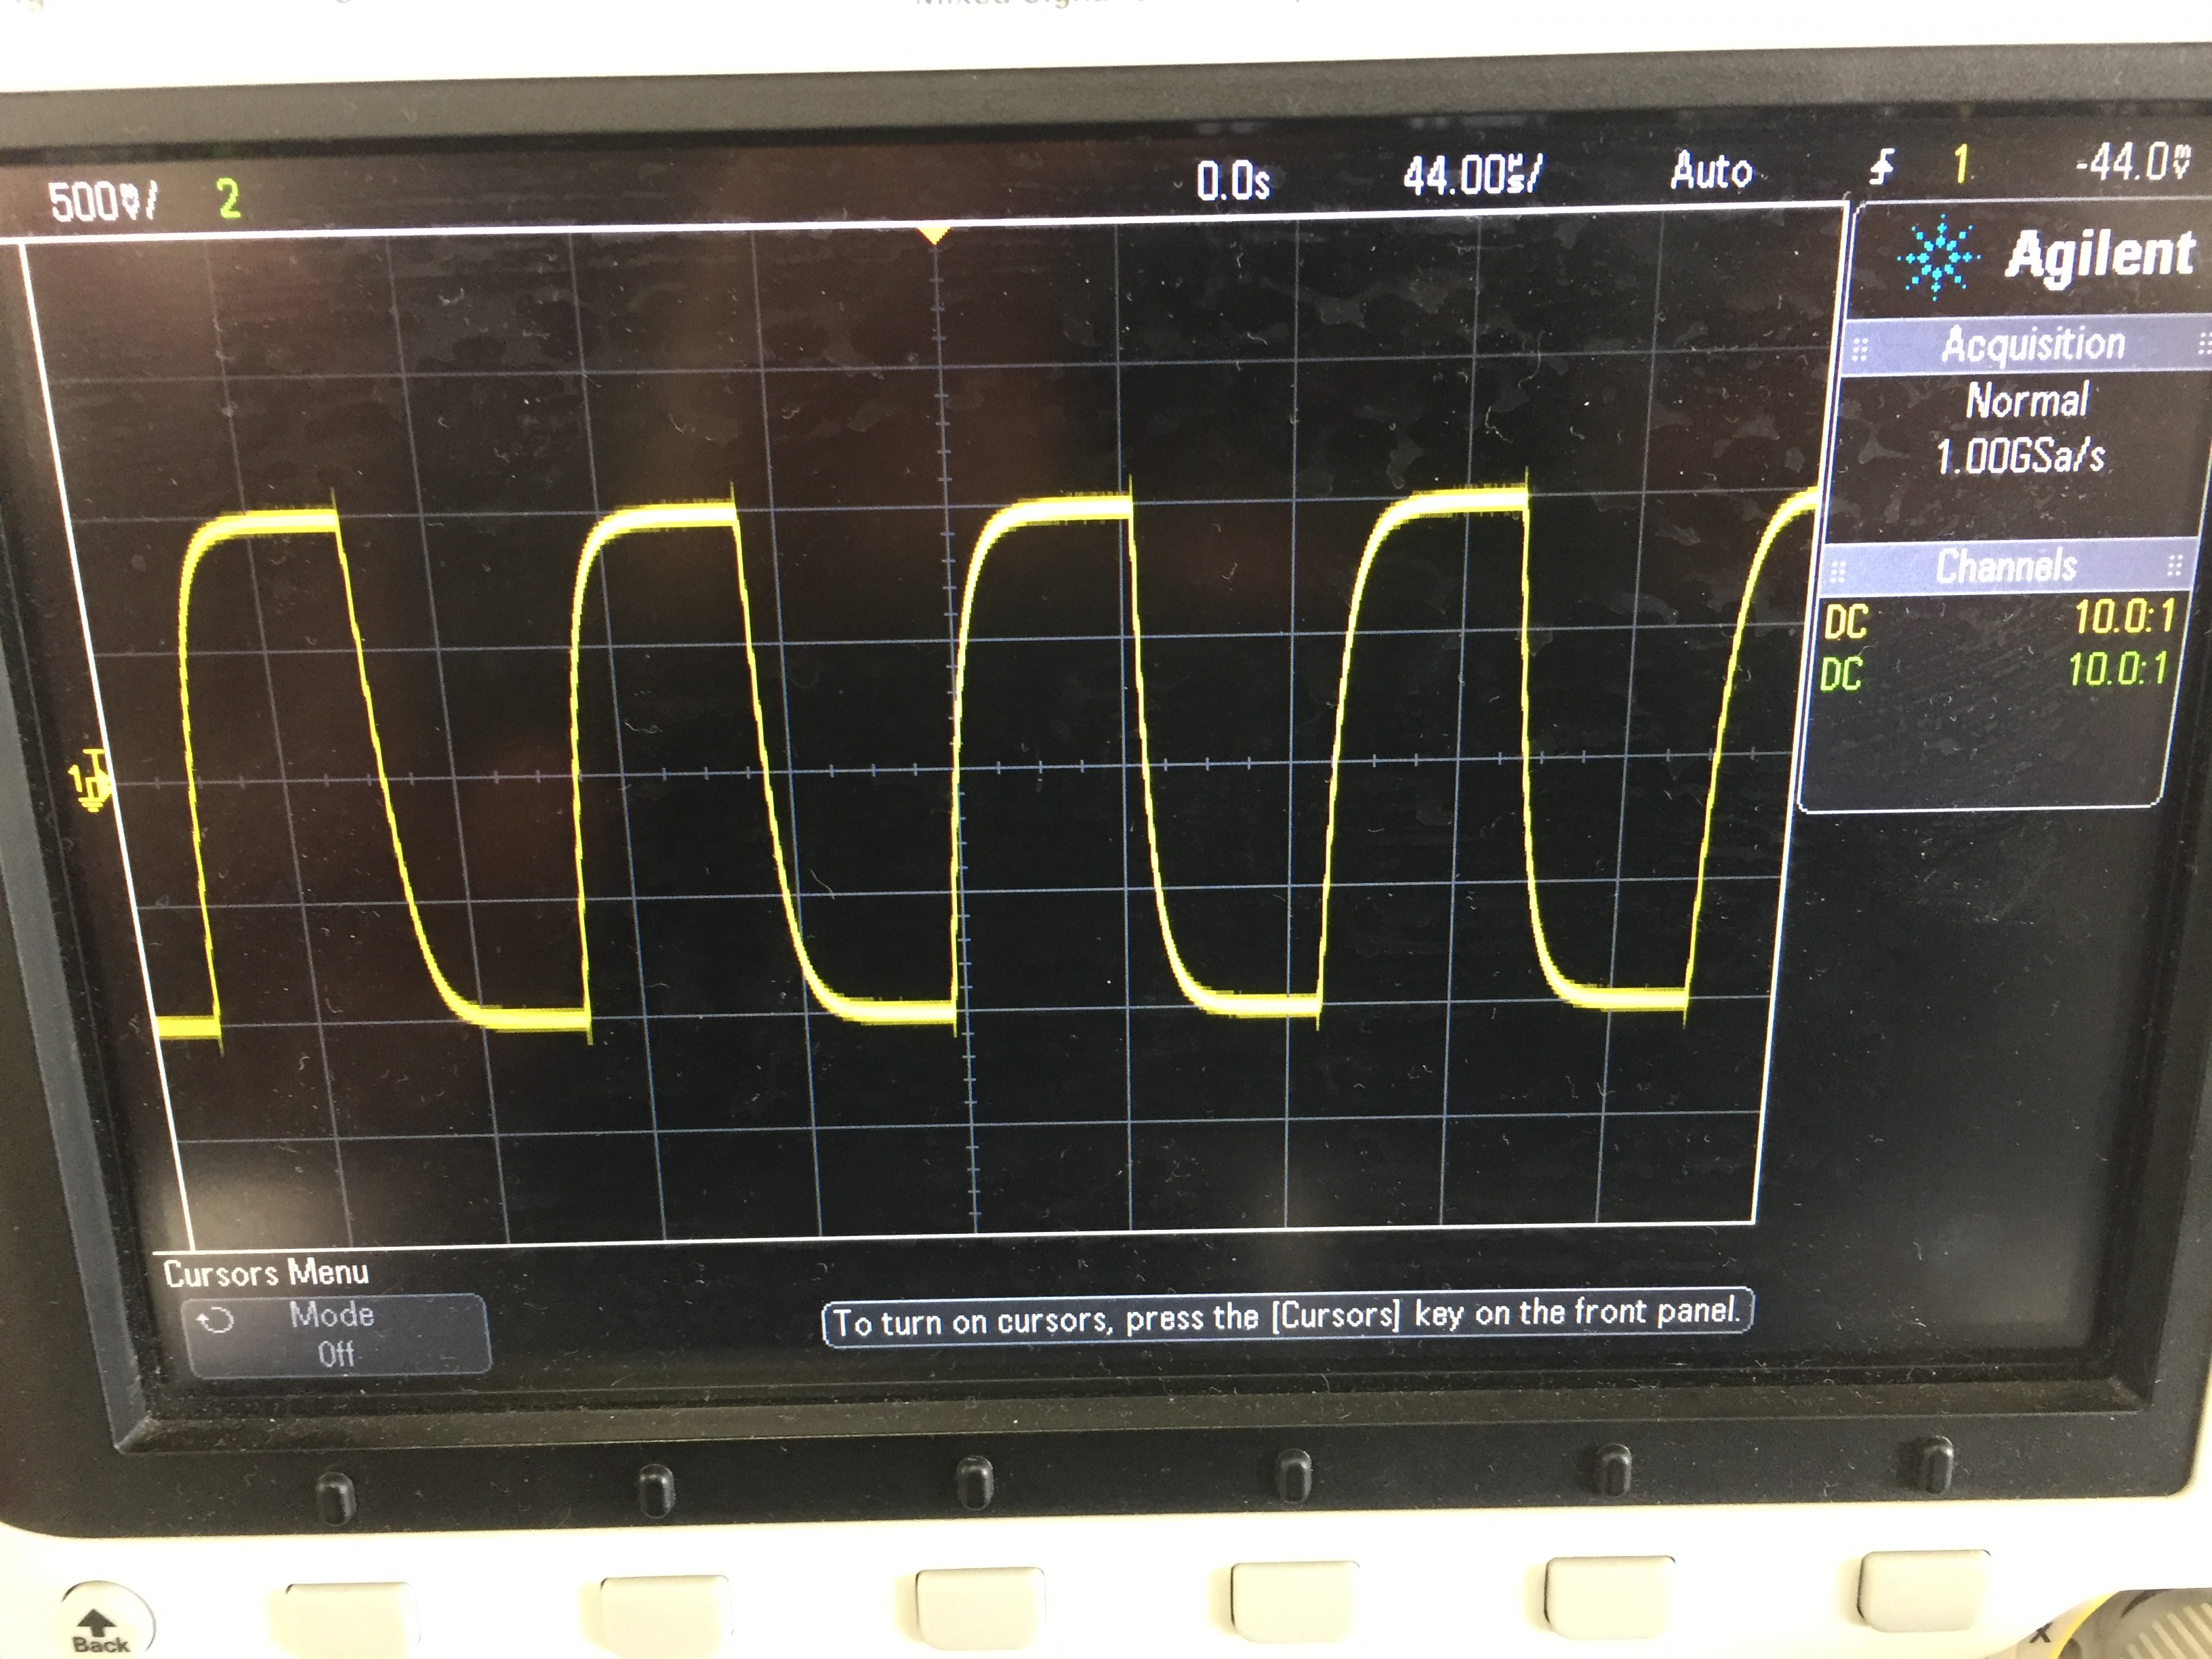 500mV/ 2 0.0s 44.00µs/ Auto 1 -44.0mV
Agilent
Acquisition
Normal
1.00GSa/s
Channels
DC 10.0:1
DC 10.0:1
1
T
Cursors Menu
Mode
Off
To turn on cursors, press the [Cursors] key on the front panel.
Back
X